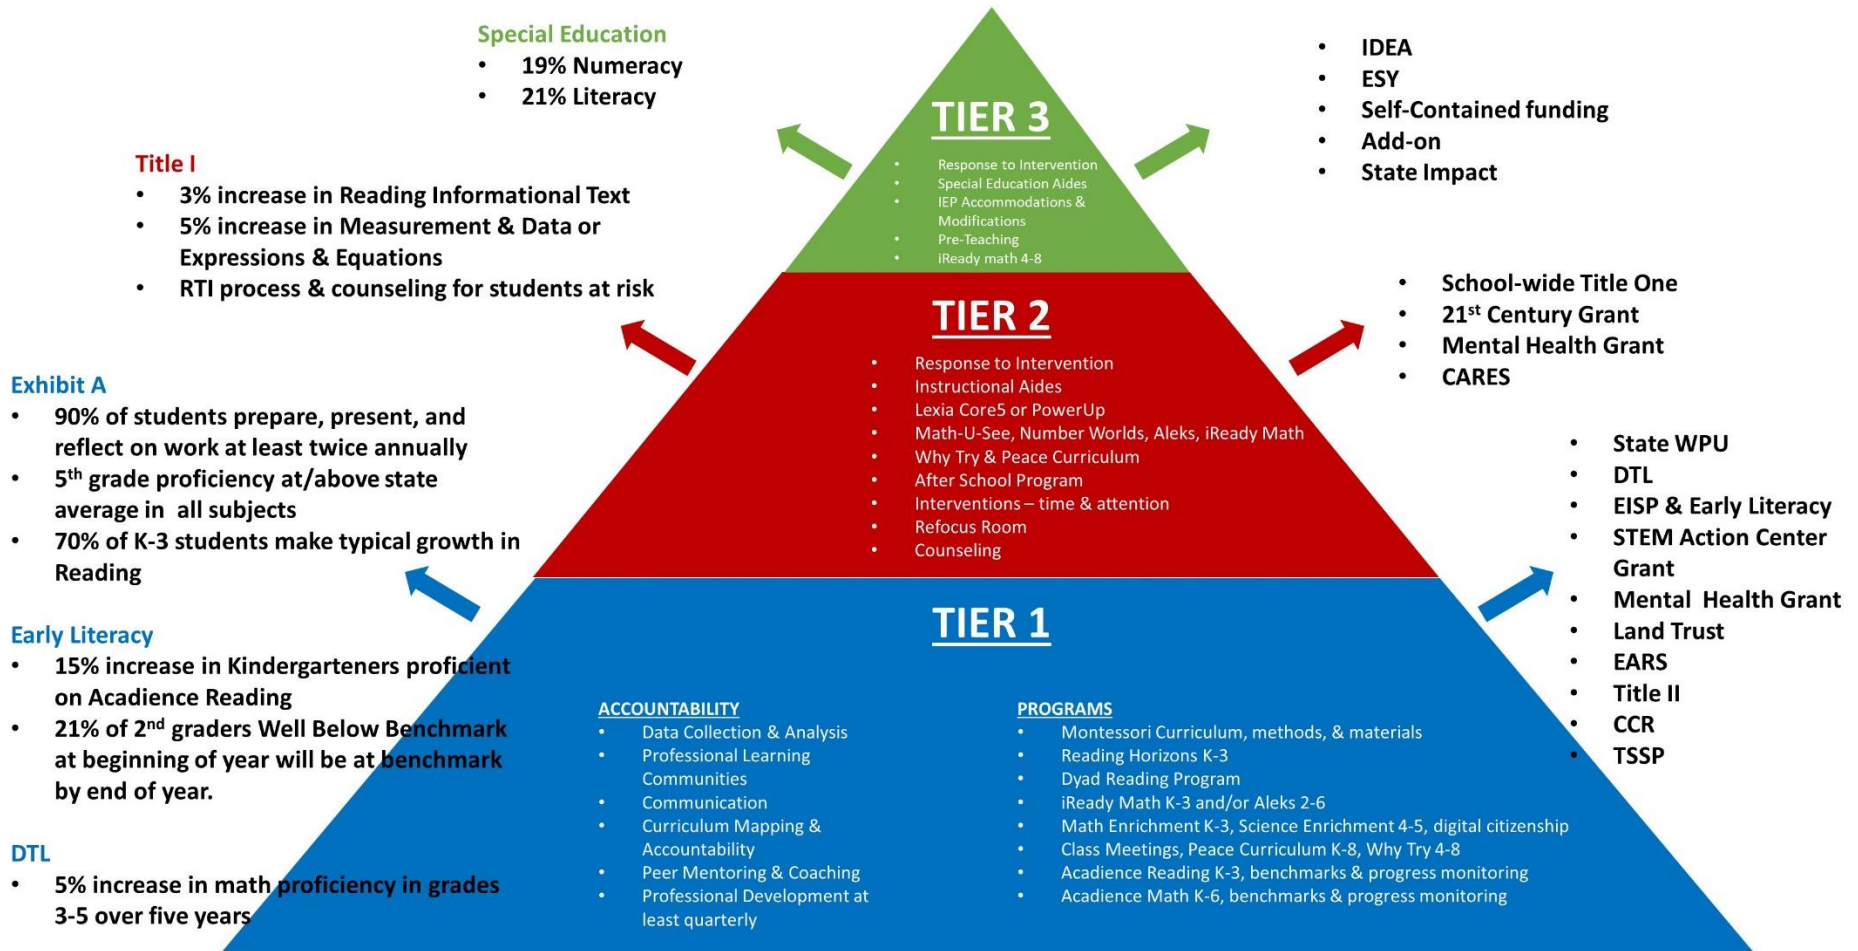 Special Education
• 19% Numeracy
• 21% Literacy
Title I
• 3% increase in Reading Informational Text
• 5% increase in Measurement & Data or
Expressions & Equations
• RTI process & counseling for students at risk
Exhibit A
• 90% of students prepare, present, and
reflect on work at least twice annually
• 5th grade proficiency at/above state
average in all subjects
• 70% of K-3 students make typical growth in
Reading
Early Literacy
• 15% increase in Kindergarteners proficient
on Acadience Reading
• 21% of 2nd graders Well Below Benchmark
at beginning of year will be at benchmark
by end of year.
DTL
• 5% increase in math proficiency in grades
3-5 over five years
TIER 3
• Response to Intervention
• Special Education Aides
• IEP Accommodations &
Modifications
• Pre-Teaching
• iReady math 4-8
TIER 2
• Response to Intervention
• Instructional Aides
• Lexia Core5 or PowerUp
• Math-U-See, Number Worlds, Aleks, iReady Math
• Why Try & Peace Curriculum
• After School Program
• Interventions – time & attention
• Refocus Room
• Counseling
TIER 1
ACCOUNTABILITY
• Data Collection & Analysis
• Professional Learning
Communities
• Communication
• Curriculum Mapping &
Accountability
• Peer Mentoring & Coaching
• Professional Development at
least quarterly
PROGRAMS
• Montessori Curriculum, methods, & materials
• Reading Horizons K-3
• Dyad Reading Program
• iReady Math K-3 and/or Aleks 2-6
• Math Enrichment K-3, Science Enrichment 4-5, digital citizenship
• Class Meetings, Peace Curriculum K-8, Why Try 4-8
• Acadience Reading K-3, benchmarks & progress monitoring
• Acadience Math K-6, benchmarks & progress monitoring
• IDEA
• ESY
• Self-Contained funding
• Add-on
• State Impact
• School-wide Title One
• 21st Century Grant
• Mental Health Grant
• CARES
• State WPU
• DTL
• EISP & Early Literacy
• STEM Action Center
Grant
• Mental Health Grant
• Land Trust
• EARS
• Title II
• CCR
• TSSP